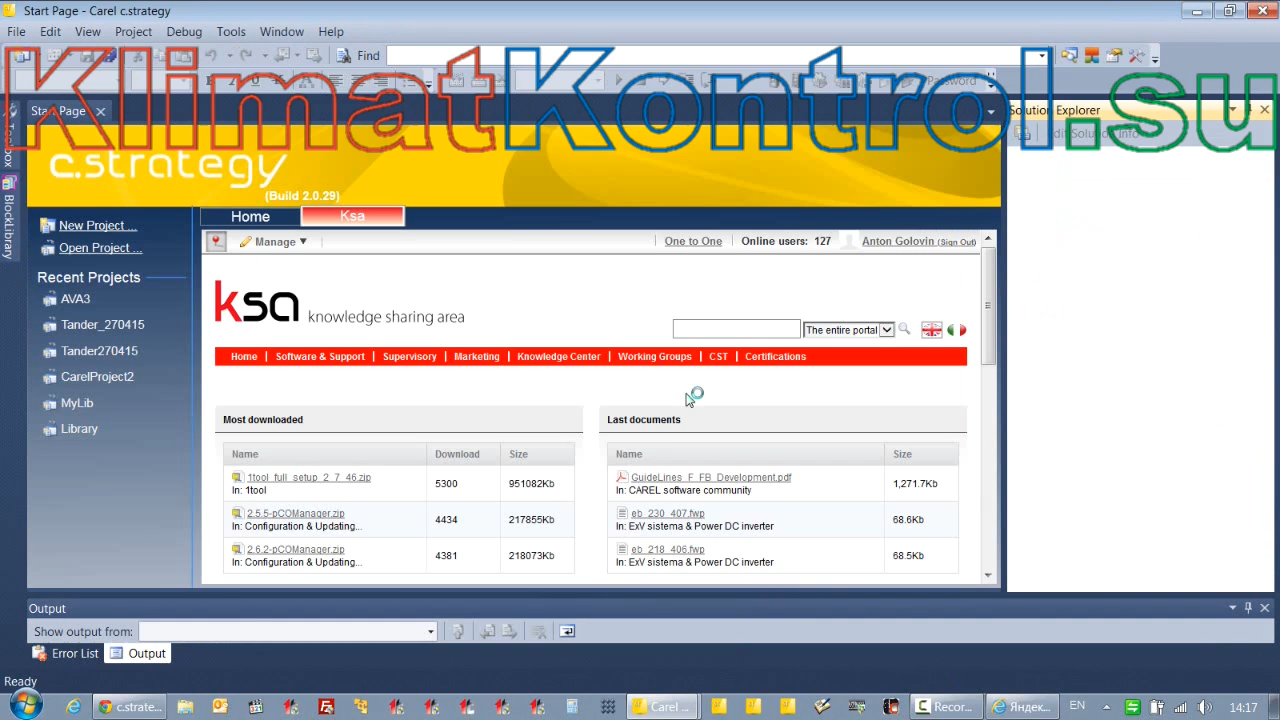 Start Page - Carel c.strategy
File Edit View Project Debug Tools Window Help
Find
KlimatKontrol.su
Password
Start Page
Solution Explorer
Edit Solution Info
Toolbox
BlockLibrary
c.strategy
(Build 2.0.29)
Home Ksa
New Project ...
Open Project ...
Recent Projects
AVA3
Tander_270415
Tander270415
CarelProject2
MyLib
Library
Manage One to One Online users: 127 Anton Golovin (Sign Out)
ksa knowledge sharing area
The entire portal
Home | Software & Support | Supervisory | Marketing | Knowledge Center | Working Groups | CST | Certifications
Most downloaded
Name Download Size
1tool_full_setup_2_7_46.zip
In: 1tool
5300 951082Kb
2.5.5-pCOManager.zip
In: Configuration & Updating...
4434 217855Kb
2.6.2-pCOManager.zip
In: Configuration & Updating...
4381 218073Kb
Last documents
Name Size
GuideLines_F_FB_Development.pdf
In: CAREL software community
1,271.7Kb
eb_230_407.fwp
In: ExV sistema & Power DC inverter
68.6Kb
eb_218_406.fwp
In: ExV sistema & Power DC inverter
68.5Kb
Output
Show output from:
Error List Output
Ready
c.strate... Carel ... Recor... Яндек... EN 14:17